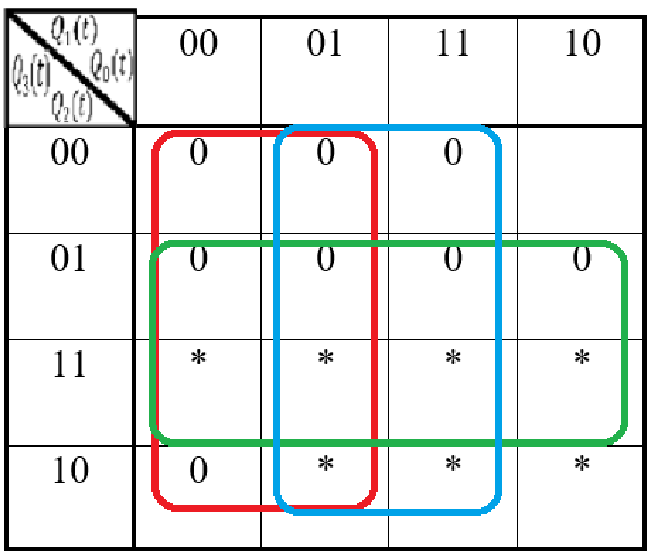 Q₁(t)
Q₃(t) Q₀(t)
Q₂(t)
00 01 11 10
00 0 0 0
01 0 0 0 0
11 * * * *
10 0 * * *